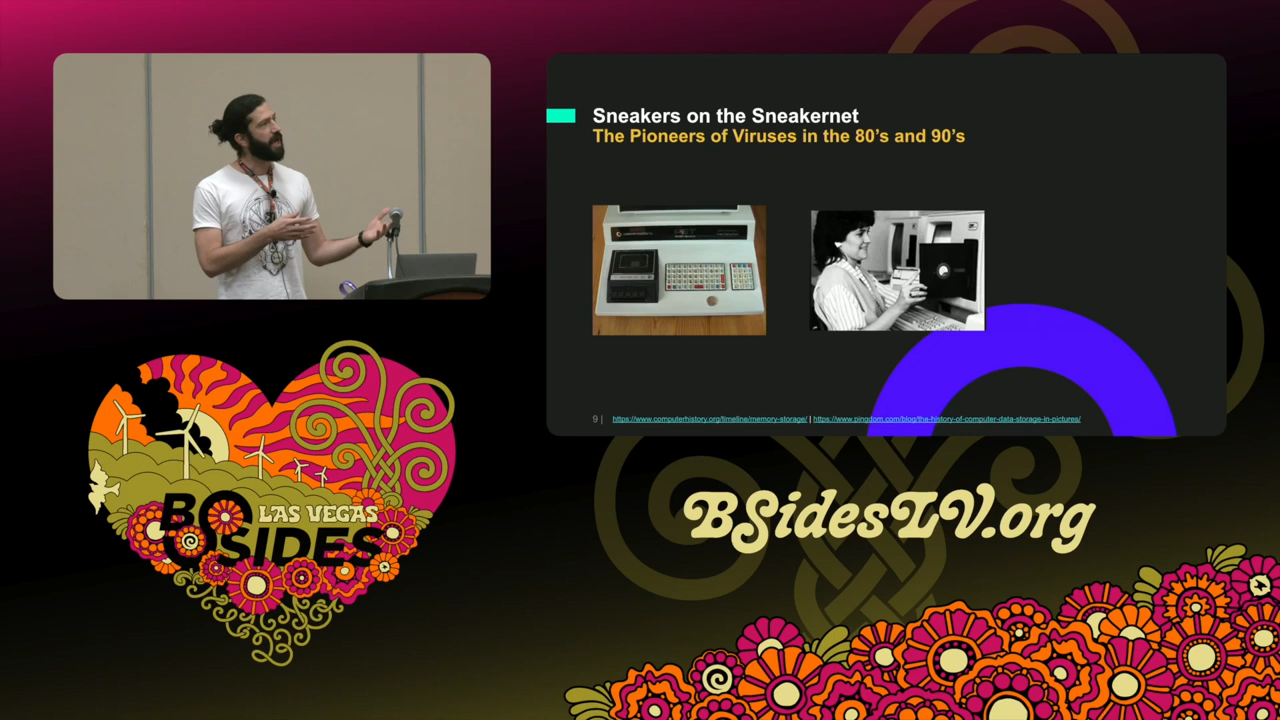 Sneakers on the Sneakernet
The Pioneers of Viruses in the 80’s and 90’s
PET
9 | https://www.computerhistory.org/timeline/memory-storage/ | https://www.pingdom.com/blog/the-history-of-computer-data-storage-in-pictures/
LAS VEGAS
BSIDES
BSidesLV.org